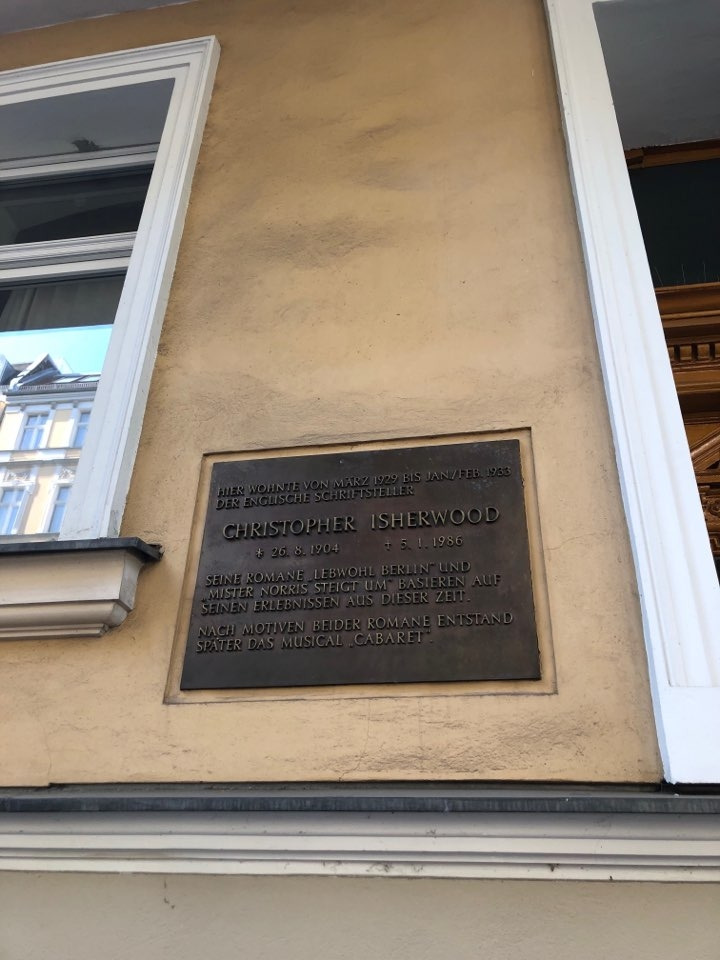 HIER WOHNTE VON MÄRZ 1929 BIS JAN/FEB. 1933
DER ENGLISCHE SCHRIFTSTELLER
CHRISTOPHER ISHERWOOD
* 26. 8. 1904 † 5. 1. 1986
SEINE ROMANE „LEBWOHL BERLIN" UND
„MISTER NORRIS STEIGT UM" BASIEREN AUF
SEINEN ERLEBNISSEN AUS DIESER ZEIT.
NACH MOTIVEN BEIDER ROMANE ENTSTAND
SPÄTER DAS MUSICAL „CABARET".